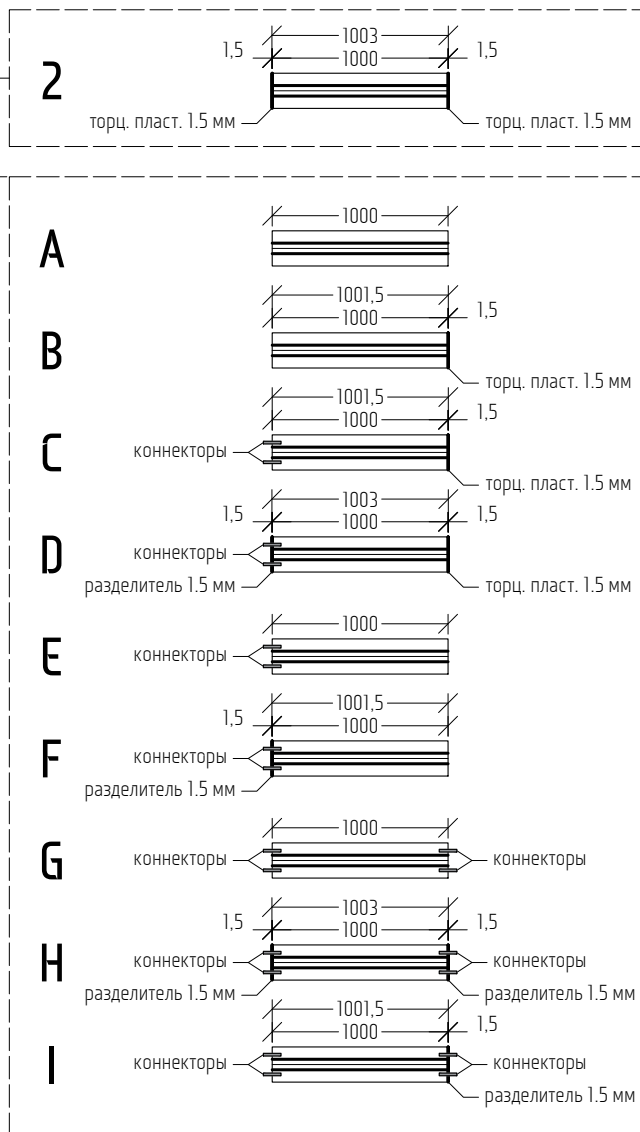 1003
1,5 1000 1,5
2
торц. пласт. 1.5 мм торц. пласт. 1.5 мм
1000
A
1001,5
1000 1,5
B
торц. пласт. 1.5 мм
1001,5
1000 1,5
C
коннекторы
торц. пласт. 1.5 мм
1003
1,5 1000 1,5
D
коннекторы
разделитель 1.5 мм торц. пласт. 1.5 мм
1000
E
коннекторы
1001,5
1,5 1000
F
коннекторы
разделитель 1.5 мм
1000
G
коннекторы коннекторы
1003
1,5 1000 1,5
H
коннекторы коннекторы
разделитель 1.5 мм разделитель 1.5 мм
1001,5
1000 1,5
I
коннекторы коннекторы
разделитель 1.5 мм